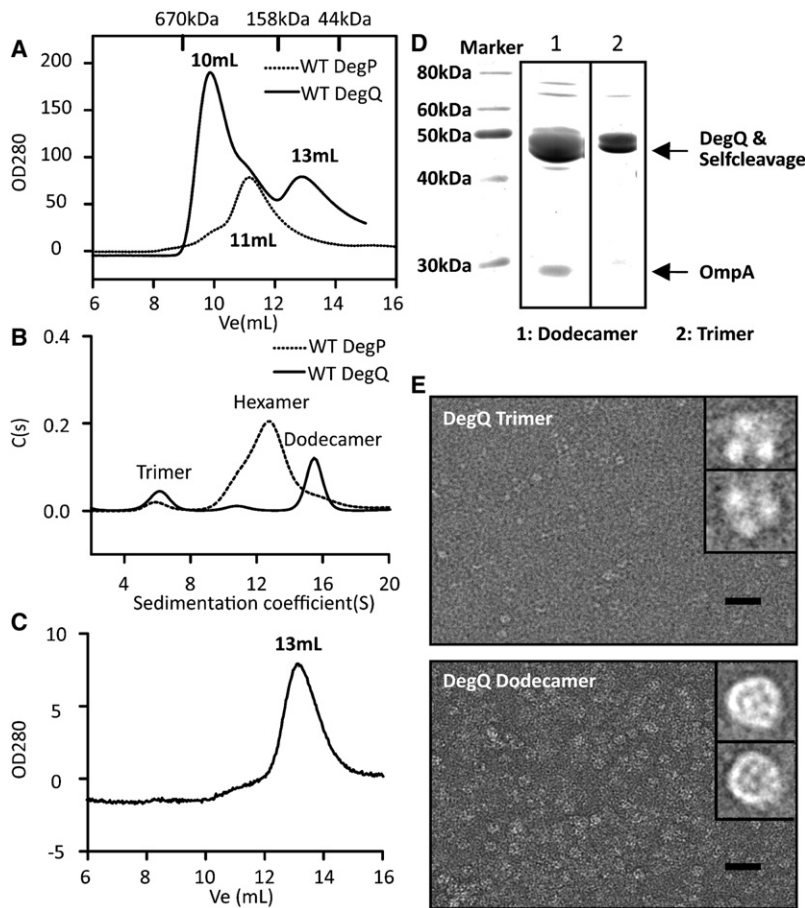 670kDa 158kDa 44kDa
A
200
150
100
50
0
OD280
10mL
13mL
11mL
WT DegP
WT DegQ
6 8 10 12 14 16
Ve(mL)
B
0.4
0.2
0.0
C(s)
WT DegP
WT DegQ
Hexamer
Dodecamer
Trimer
4 8 12 16 20
Sedimentation coefficient(S)
C
10
5
0
-5
OD280
13mL
6 8 10 12 14 16
Ve (mL)
D
Marker 1 2
80kDa
60kDa
50kDa
40kDa
30kDa
DegQ &
Selfcleavage
OmpA
1: Dodecamer 2: Trimer
E
DegQ Trimer
DegQ Dodecamer